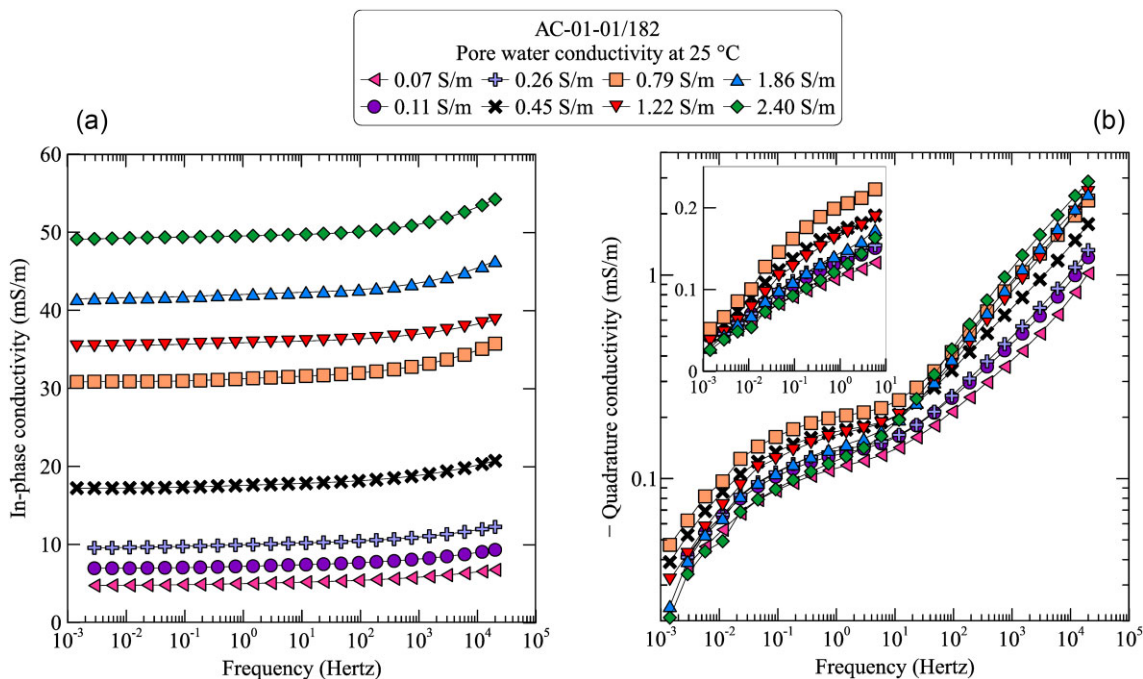 AC-01-01/182
Pore water conductivity at 25 °C
0.07 S/m 0.26 S/m 0.79 S/m 1.86 S/m
0.11 S/m 0.45 S/m 1.22 S/m 2.40 S/m
(a)
60
50
40
30
20
10
0
In-phase conductivity (mS/m)
10⁻³ 10⁻² 10⁻¹ 10⁰ 10¹ 10² 10³ 10⁴ 10⁵
Frequency (Hertz)
(b)
1
0.1
− Quadrature conductivity (mS/m)
0.2
0.1
0
10⁻³ 10⁻² 10⁻¹ 10⁰ 10¹
10⁻³ 10⁻² 10⁻¹ 10⁰ 10¹ 10² 10³ 10⁴ 10⁵
Frequency (Hertz)